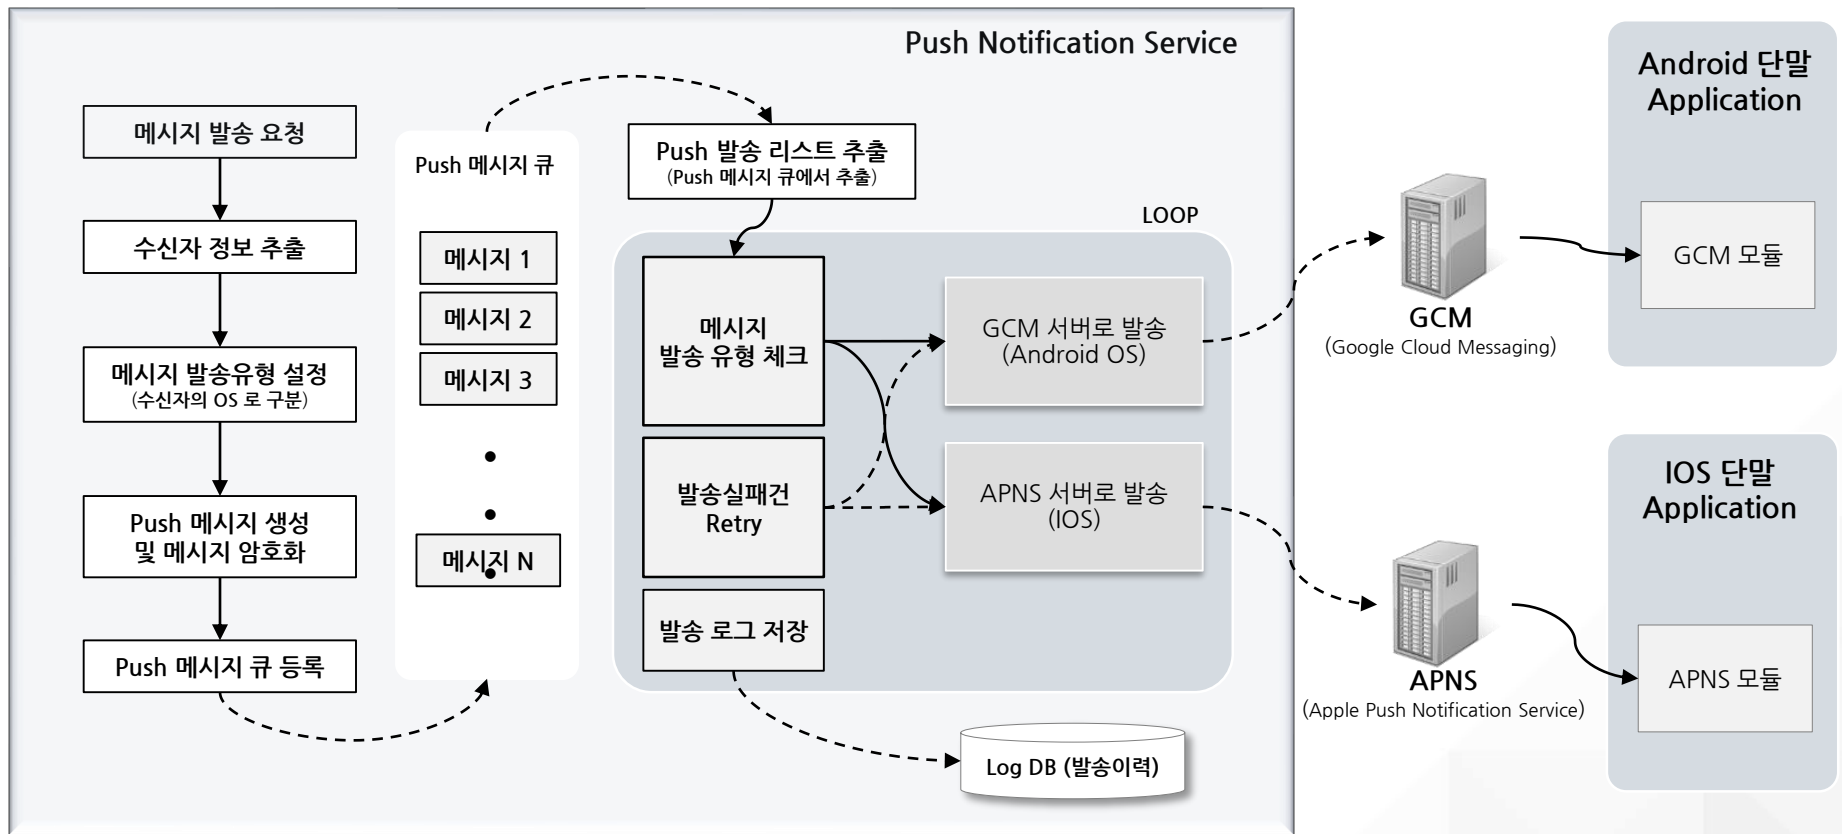 Push Notification Service
메시지 발송 요청
수신자 정보 추출
메시지 발송유형 설정
(수신자의 OS 로 구분)
Push 메시지 생성
및 메시지 암호화
Push 메시지 큐 등록
Push 메시지 큐
메시지 1
메시지 2
메시지 3
메시지 N
Push 발송 리스트 추출
(Push 메시지 큐에서 추출)
LOOP
메시지
발송 유형 체크
발송실패건
Retry
발송 로그 저장
GCM 서버로 발송
(Android OS)
APNS 서버로 발송
(IOS)
Log DB (발송이력)
GCM
(Google Cloud Messaging)
APNS
(Apple Push Notification Service)
Android 단말
Application
GCM 모듈
IOS 단말
Application
APNS 모듈